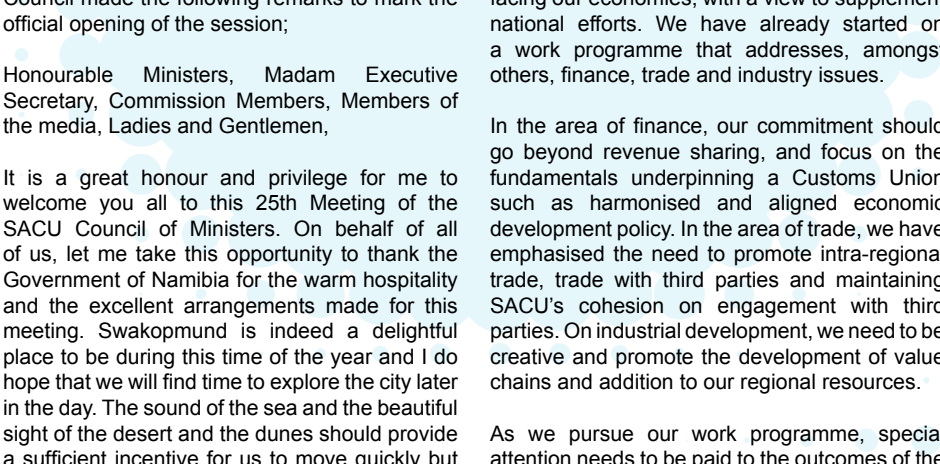 Council made the following remarks to mark the
official opening of the session;
Honourable Ministers, Madam Executive
Secretary, Commission Members, Members of
the media, Ladies and Gentlemen,
It is a great honour and privilege for me to
welcome you all to this 25th Meeting of the
SACU Council of Ministers. On behalf of all
of us, let me take this opportunity to thank the
Government of Namibia for the warm hospitality
and the excellent arrangements made for this
meeting. Swakopmund is indeed a delightful
place to be during this time of the year and I do
hope that we will find time to explore the city later
in the day. The sound of the sea and the beautiful
sight of the desert and the dunes should provide
a sufficient incentive for us to move quickly but
facing our economies, with a view to supplement
national efforts. We have already started on
a work programme that addresses, amongst
others, finance, trade and industry issues.
In the area of finance, our commitment should
go beyond revenue sharing, and focus on the
fundamentals underpinning a Customs Union
such as harmonised and aligned economic
development policy. In the area of trade, we have
emphasised the need to promote intra-regional
trade, trade with third parties and maintaining
SACU's cohesion on engagement with third
parties. On industrial development, we need to be
creative and promote the development of value
chains and addition to our regional resources.
As we pursue our work programme, special
attention needs to be paid to the outcomes of the